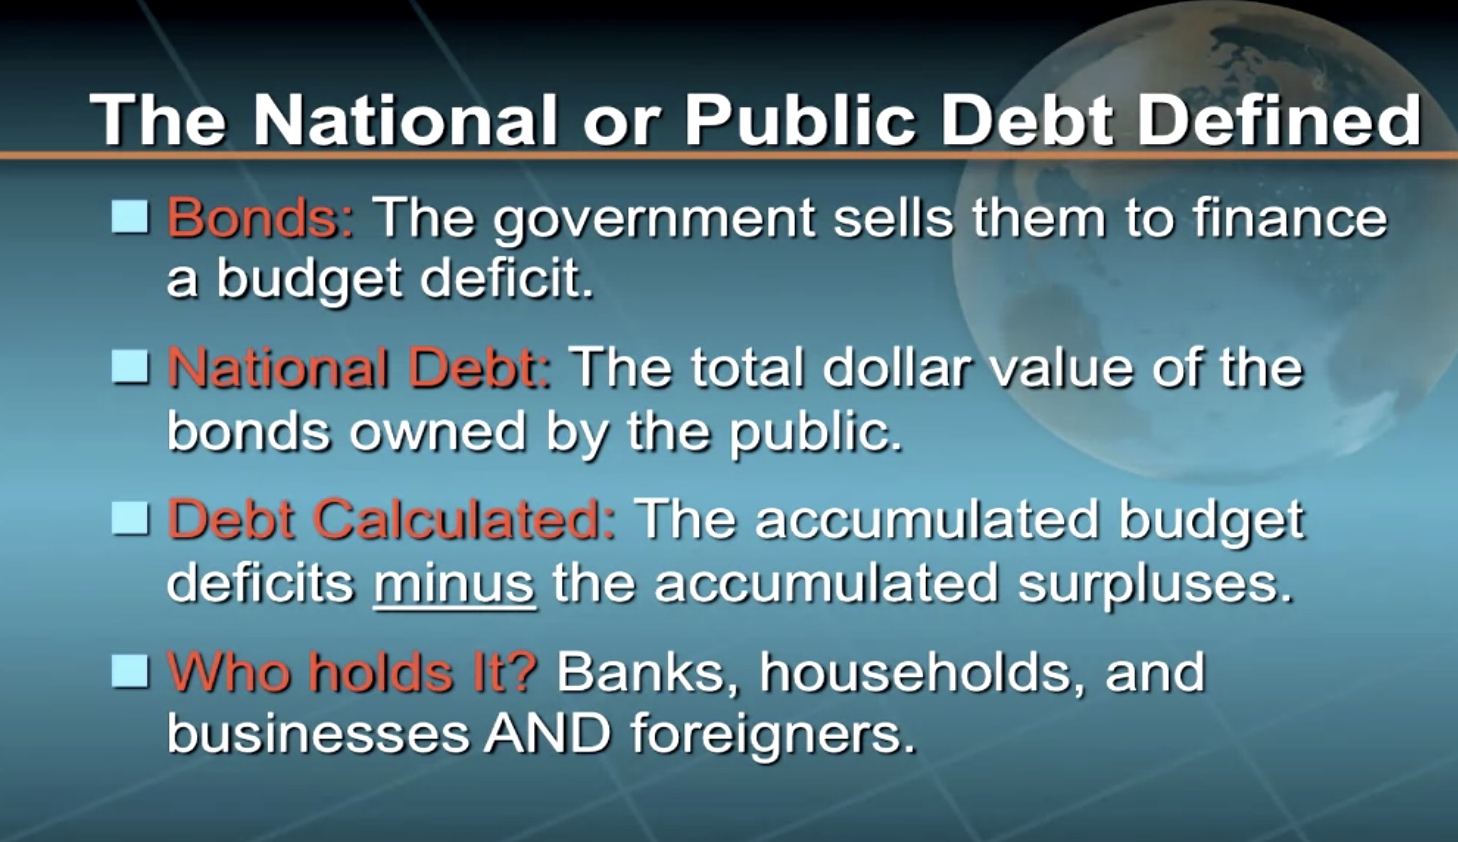 The National or Public Debt Defined
Bonds: The government sells them to finance
a budget deficit.
National Debt: The total dollar value of the
bonds owned by the public.
Debt Calculated: The accumulated budget
deficits minus the accumulated surpluses.
Who holds It? Banks, households, and
businesses AND foreigners.